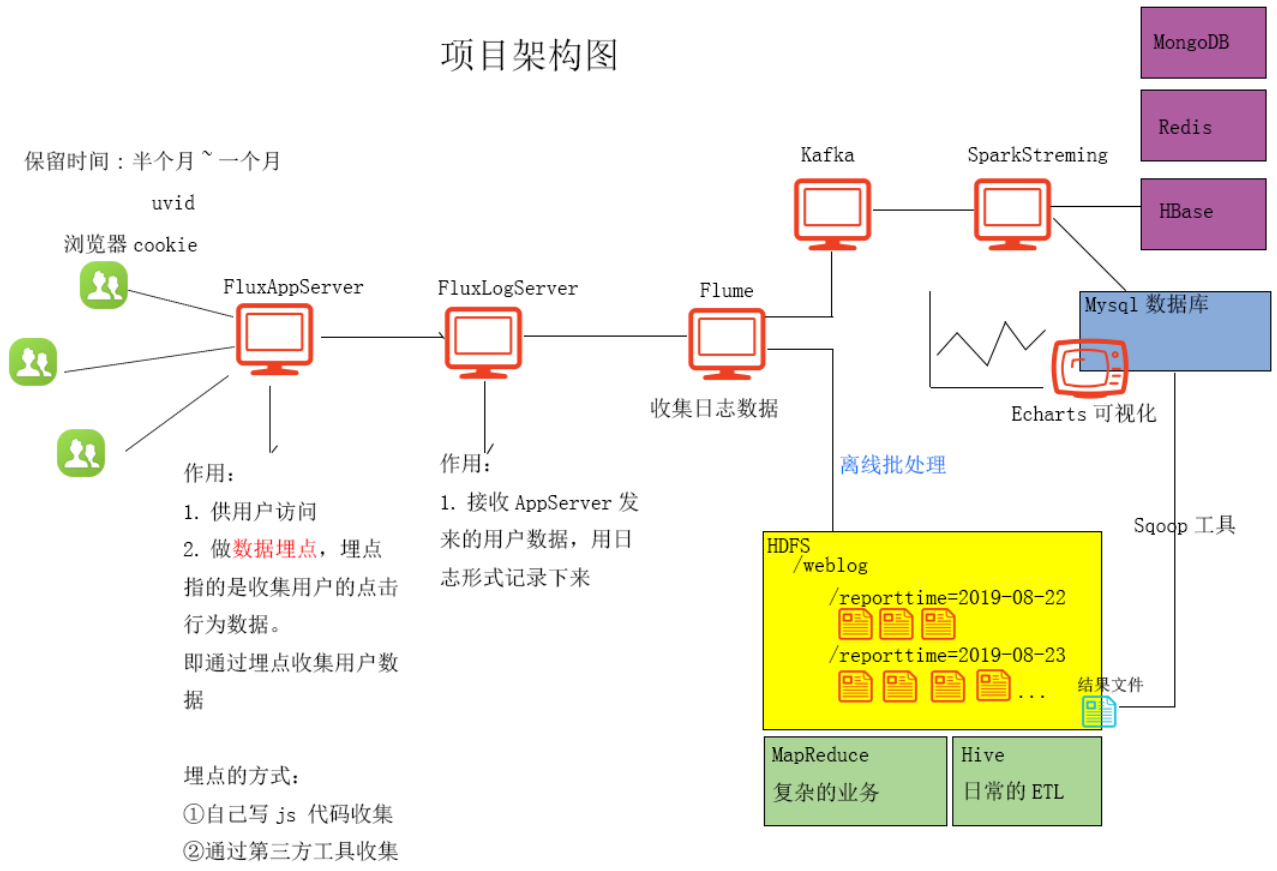 项目架构图
MongoDB
Redis
HBase
保留时间：半个月~一个月
uvid
浏览器 cookie
Kafka
SparkStreming
FluxAppServer
FluxLogServer
Flume
Mysql 数据库
收集日志数据
Echarts 可视化
作用：
1. 供用户访问
2. 做数据埋点，埋点
指的是收集用户的点击
行为数据。
即通过埋点收集用户数
据
埋点的方式：
①自己写 js 代码收集
②通过第三方工具收集
作用：
1. 接收 AppServer 发
来的用户数据，用日
志形式记录下来
离线批处理
Sqoop 工具
HDFS
/weblog
/reporttime=2019-08-22
/reporttime=2019-08-23
...
结果文件
MapReduce
复杂的业务
Hive
日常的 ETL